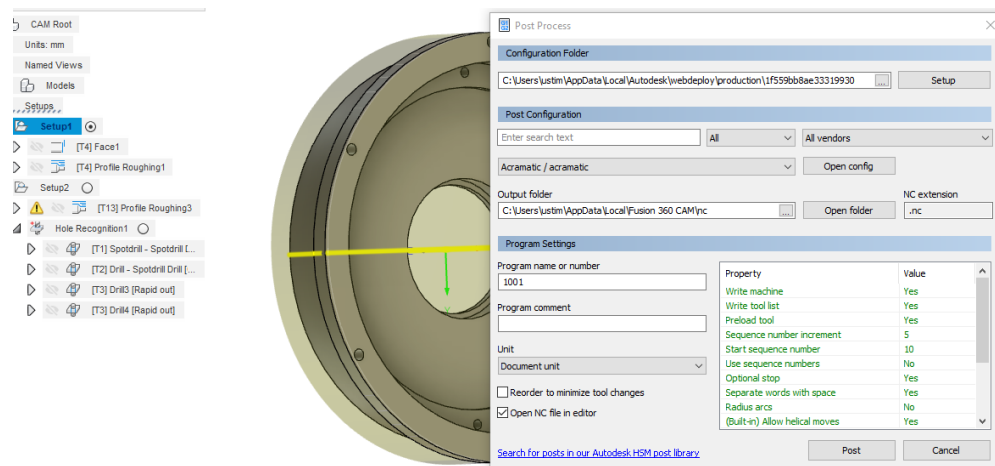 CAM Root
Units: mm
Named Views
Models
Setups
Setup1
[T4] Face1
[T4] Profile Roughing1
Setup2
[T13] Profile Roughing3
Hole Recognition1
[T1] Spotdrill - Spotdrill [...
[T2] Drill - Spotdrill Drill [...
[T3] Drill3 [Rapid out]
[T3] Drill4 [Rapid out]
Post Process
Configuration Folder
C:\Users\ustim\AppData\Local\Autodesk\webdeploy\production\1f559bb8ae33319930
...
Setup
Post Configuration
Enter search text
All
All vendors
Acramatic / acramatic
Open config
Output folder
NC extension
C:\Users\ustim\AppData\Local\Fusion 360 CAM\nc
...
Open folder
.nc
Program Settings
Program name or number
1001
Program comment
Unit
Document unit
Reorder to minimize tool changes
Open NC file in editor
Property Value
Write machine Yes
Write tool list Yes
Preload tool Yes
Sequence number increment 5
Start sequence number 10
Use sequence numbers No
Optional stop Yes
Separate words with space Yes
Radius arcs No
(Built-in) Allow helical moves Yes
Search for posts in our Autodesk HSM post library
Post
Cancel